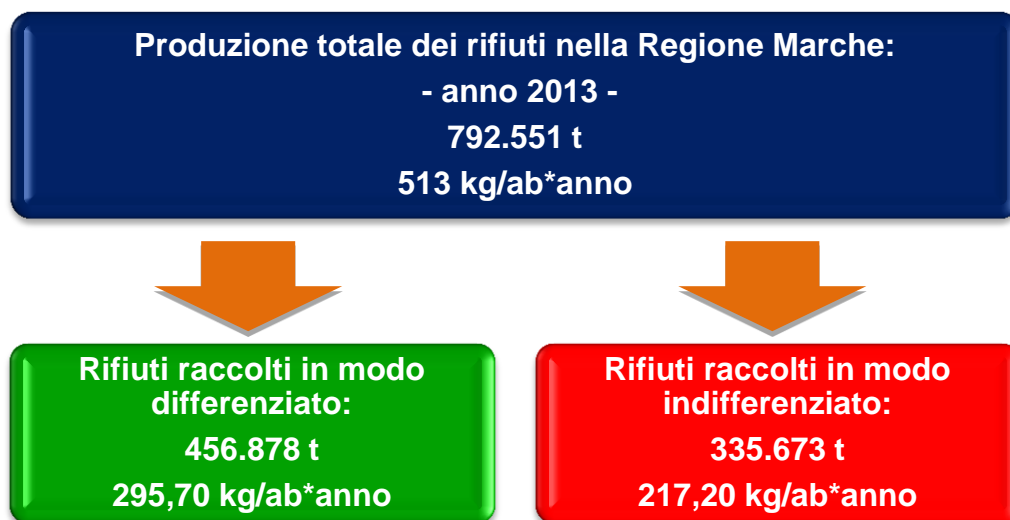 Produzione totale dei rifiuti nella Regione Marche:
- anno 2013 -
792.551 t
513 kg/ab*anno
Rifiuti raccolti in modo
differenziato:
456.878 t
295,70 kg/ab*anno
Rifiuti raccolti in modo
indifferenziato:
335.673 t
217,20 kg/ab*anno